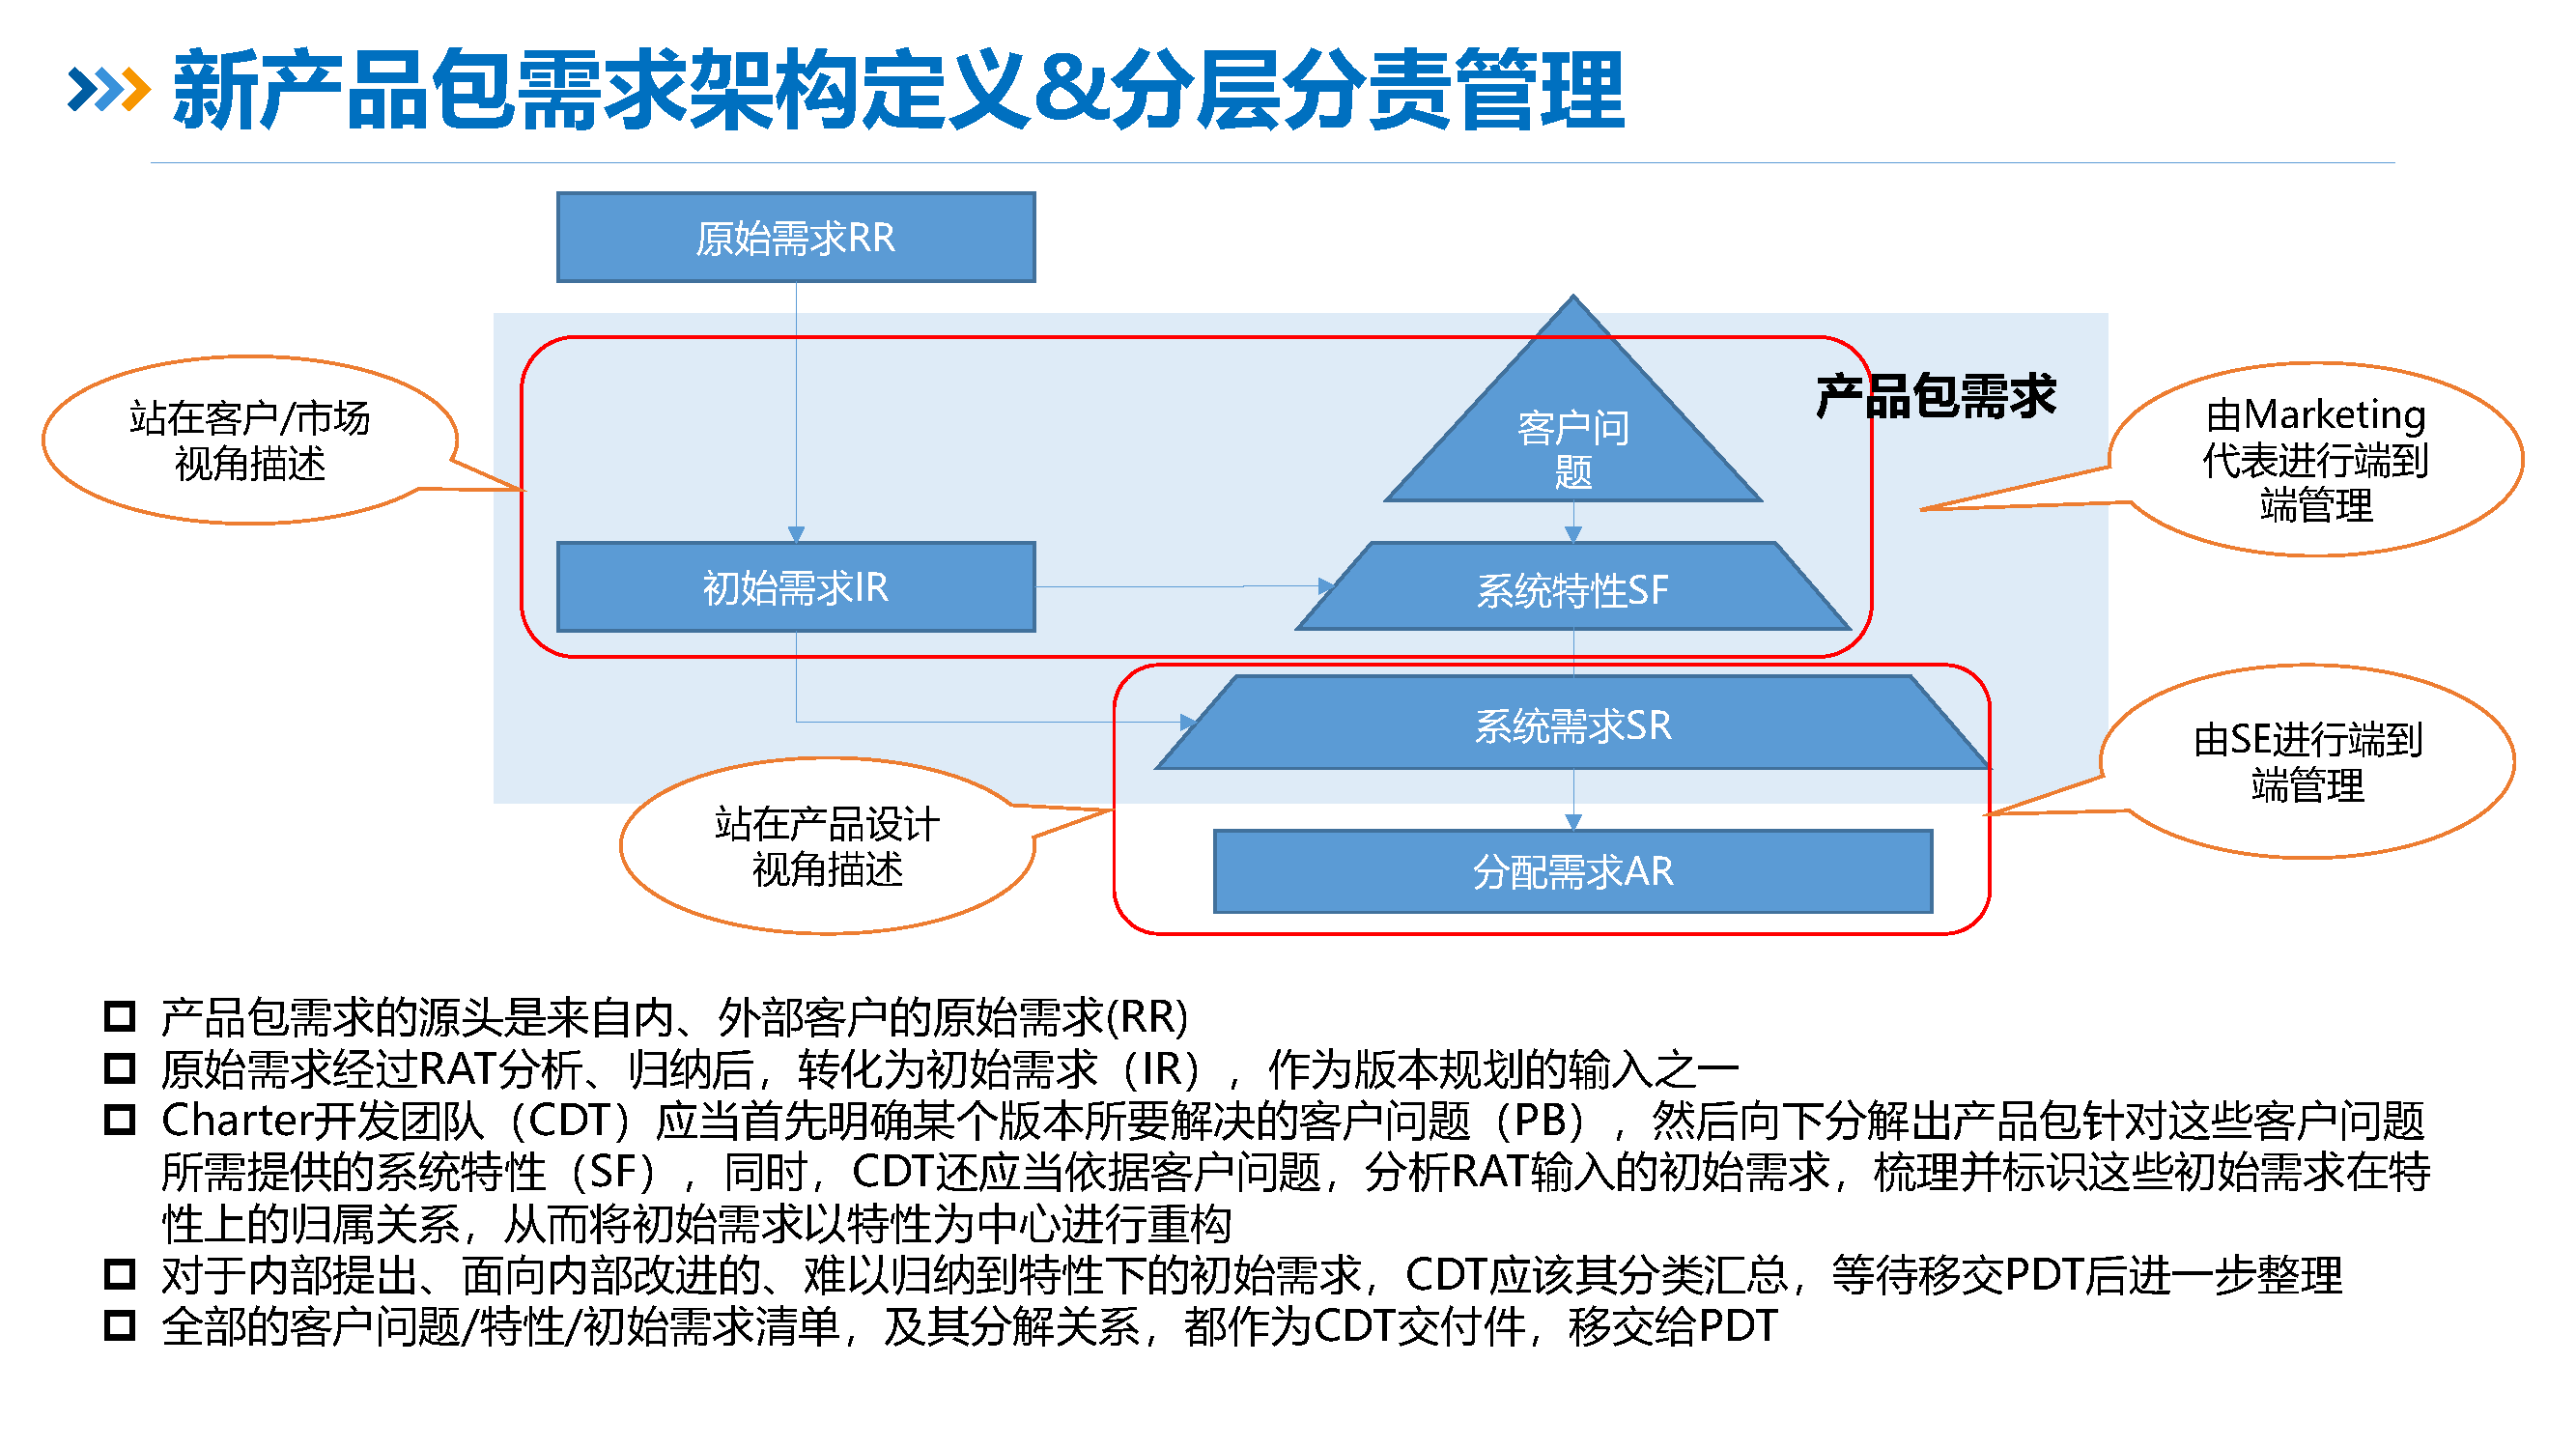 新产品包需求架构定义&分层分责管理
原始需求RR
产品包需求
站在客户/市场
视角描述
客户问
题
由Marketing
代表进行端到
端管理
初始需求IR
系统特性SF
系统需求SR
由SE进行端到
端管理
站在产品设计
视角描述
分配需求AR
产品包需求的源头是来自内、外部客户的原始需求(RR)
原始需求经过RAT分析、归纳后，转化为初始需求（IR），作为版本规划的输入之一
Charter开发团队（CDT）应当首先明确某个版本所要解决的客户问题（PB），然后向下分解出产品包针对这些客户问题
所需提供的系统特性（SF），同时，CDT还应当依据客户问题，分析RAT输入的初始需求，梳理并标识这些初始需求在特
性上的归属关系，从而将初始需求以特性为中心进行重构
对于内部提出、面向内部改进的、难以归纳到特性下的初始需求，CDT应该其分类汇总，等待移交PDT后进一步整理
全部的客户问题/特性/初始需求清单，及其分解关系，都作为CDT交付件，移交给PDT